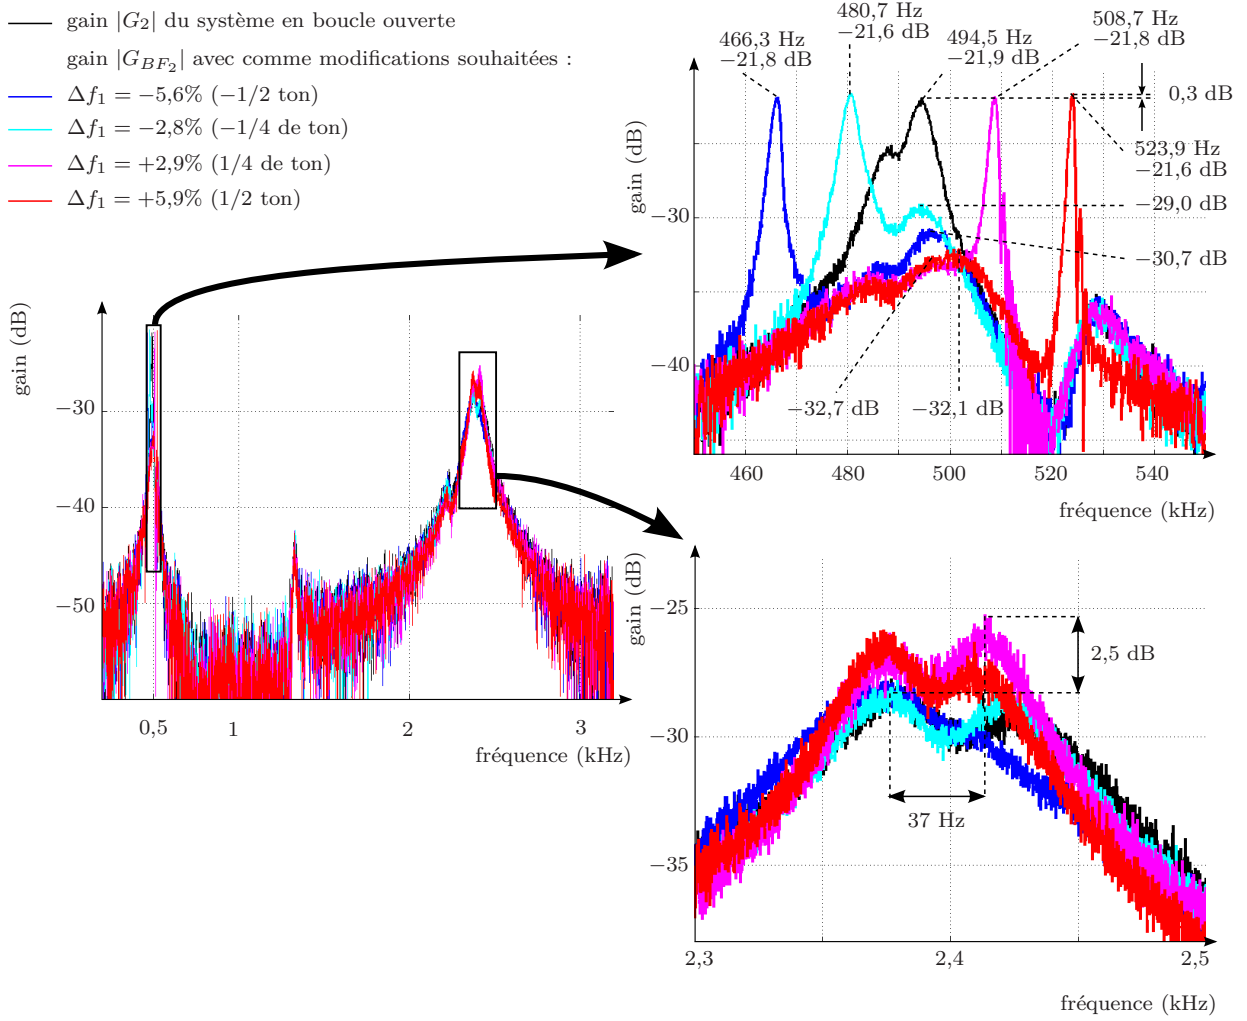 gain |G₂| du système en boucle ouverte
gain |G_BF₂| avec comme modifications souhaitées :
Δf₁ = −5,6% (−1/2 ton)
Δf₁ = −2,8% (−1/4 de ton)
Δf₁ = +2,9% (1/4 de ton)
Δf₁ = +5,9% (1/2 ton)
gain (dB)
−30
−40
−50
0,5
1
2
3
fréquence (kHz)
480,7 Hz
−21,6 dB
466,3 Hz
−21,8 dB
494,5 Hz
−21,9 dB
508,7 Hz
−21,8 dB
0,3 dB
523,9 Hz
−21,6 dB
−29,0 dB
−30,7 dB
−32,7 dB
−32,1 dB
gain (dB)
−30
−40
460
480
500
520
540
fréquence (kHz)
gain (dB)
−25
−30
−35
2,5 dB
37 Hz
2,3
2,4
2,5
fréquence (kHz)